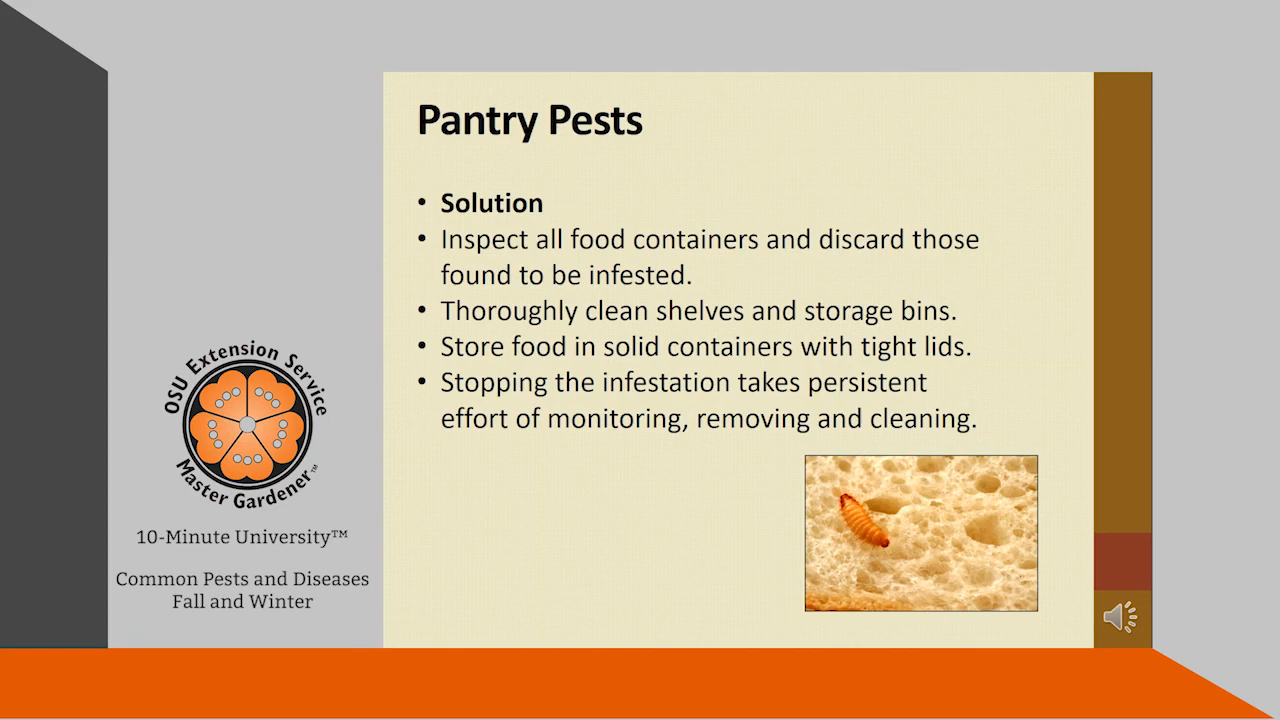 Pantry Pests
• Solution
• Inspect all food containers and discard those
found to be infested.
• Thoroughly clean shelves and storage bins.
• Store food in solid containers with tight lids.
• Stopping the infestation takes persistent
effort of monitoring, removing and cleaning.
OSU Extension Service
Master Gardener™
10-Minute University™
Common Pests and Diseases
Fall and Winter